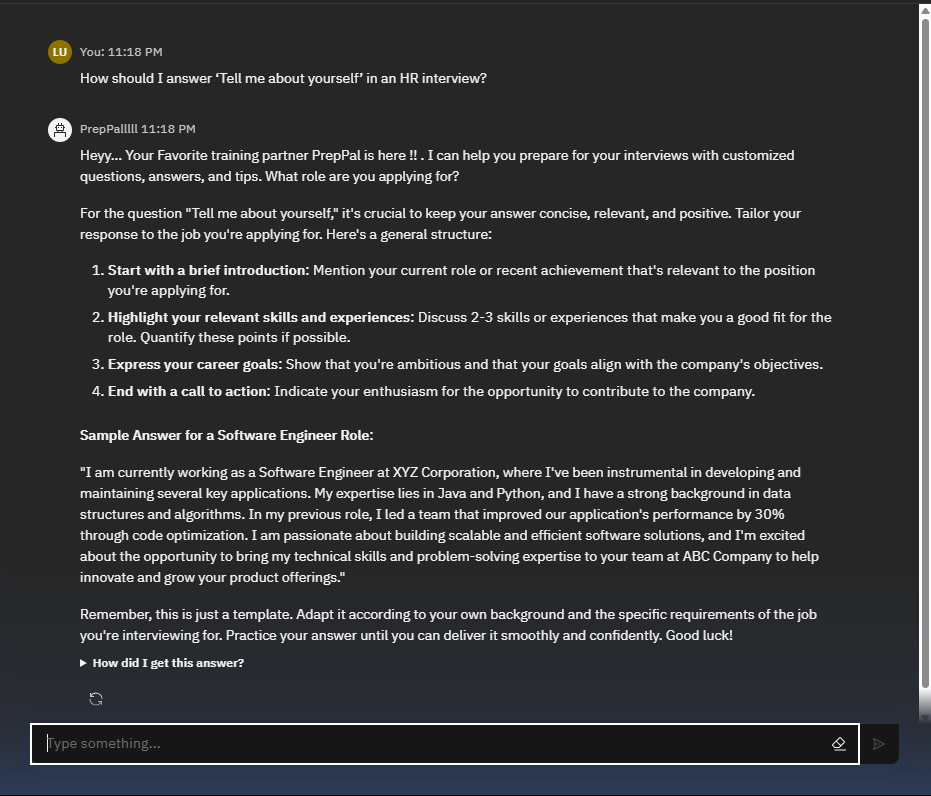 LU
You: 11:18 PM
How should I answer ‘Tell me about yourself’ in an HR interview?
PrepPalllll 11:18 PM
Heyy... Your Favorite training partner PrepPal is here !! . I can help you prepare for your interviews with customized
questions, answers, and tips. What role are you applying for?
For the question "Tell me about yourself," it's crucial to keep your answer concise, relevant, and positive. Tailor your
response to the job you're applying for. Here's a general structure:
1. Start with a brief introduction: Mention your current role or recent achievement that's relevant to the position
you're applying for.
2. Highlight your relevant skills and experiences: Discuss 2-3 skills or experiences that make you a good fit for the
role. Quantify these points if possible.
3. Express your career goals: Show that you're ambitious and that your goals align with the company's objectives.
4. End with a call to action: Indicate your enthusiasm for the opportunity to contribute to the company.
Sample Answer for a Software Engineer Role:
"I am currently working as a Software Engineer at XYZ Corporation, where I've been instrumental in developing and
maintaining several key applications. My expertise lies in Java and Python, and I have a strong background in data
structures and algorithms. In my previous role, I led a team that improved our application's performance by 30%
through code optimization. I am passionate about building scalable and efficient software solutions, and I'm excited
about the opportunity to bring my technical skills and problem-solving expertise to your team at ABC Company to help
innovate and grow your product offerings."
Remember, this is just a template. Adapt it according to your own background and the specific requirements of the job
you're interviewing for. Practice your answer until you can deliver it smoothly and confidently. Good luck!
How did I get this answer?
Type something...